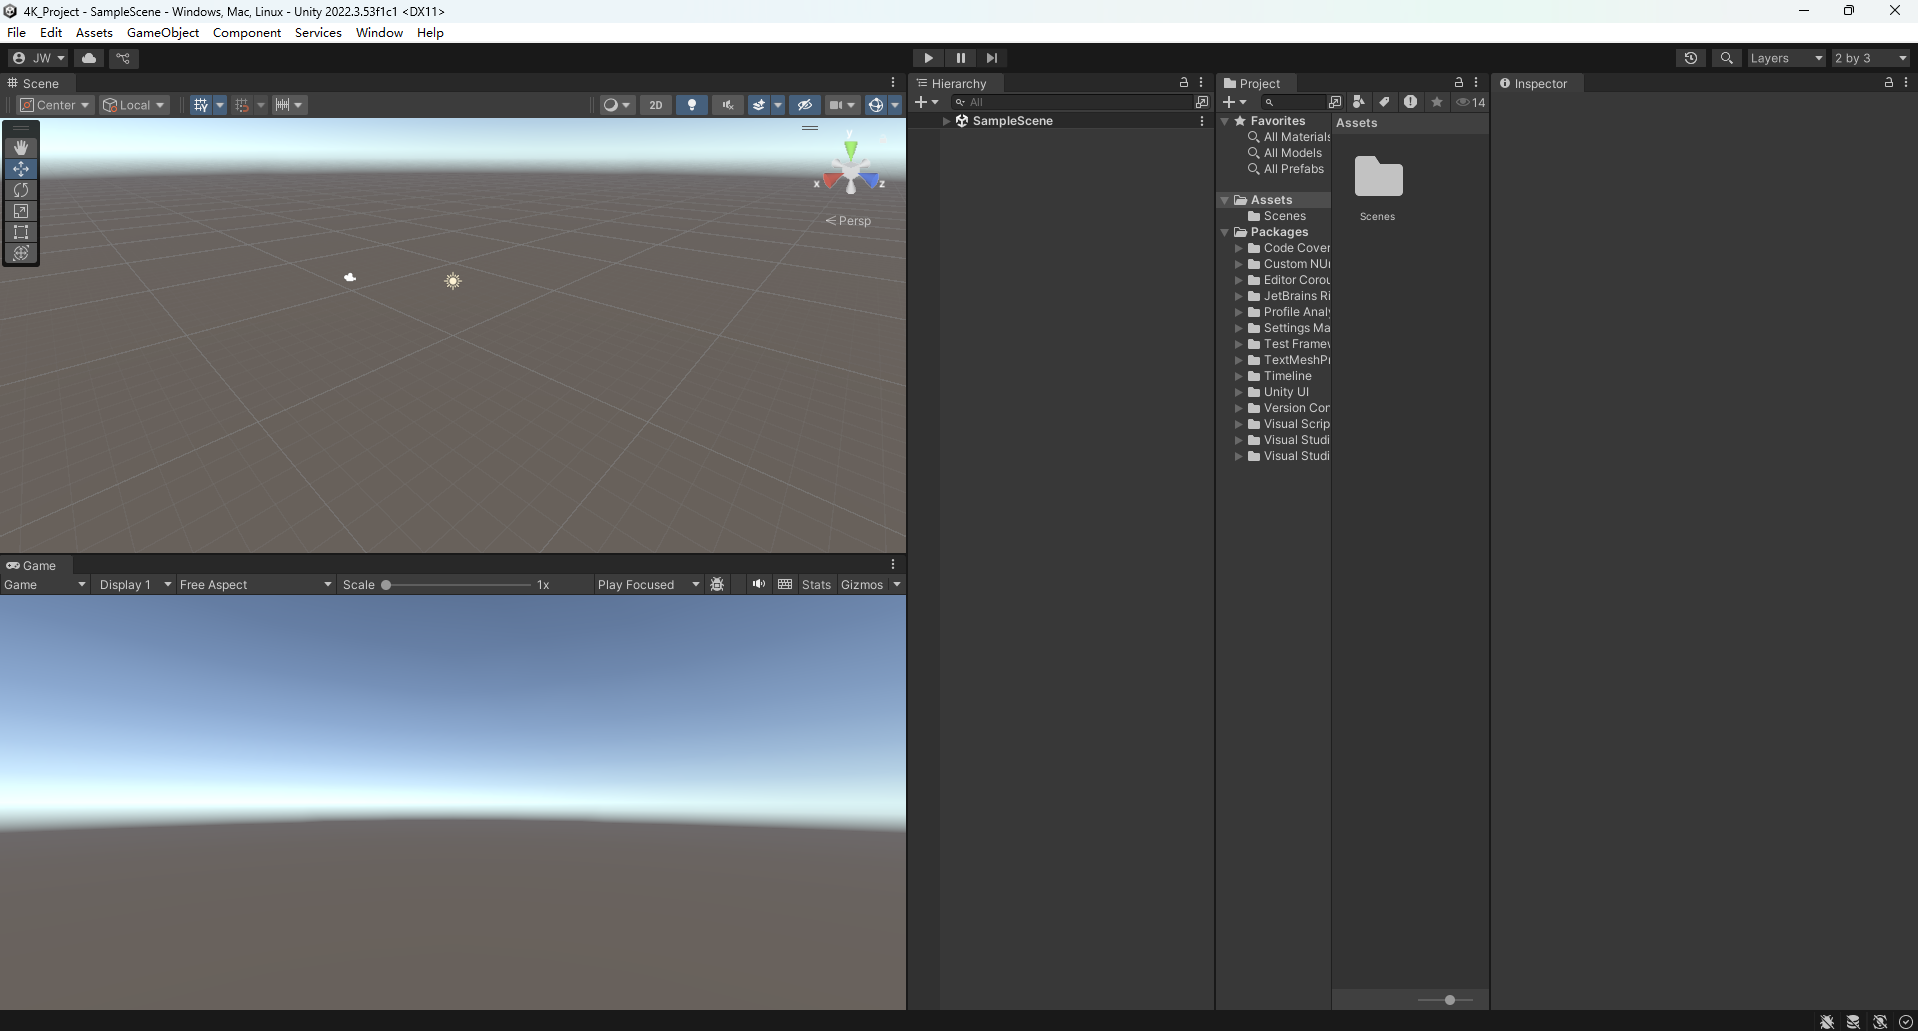 4K_Project - SampleScene - Windows, Mac, Linux - Unity 2022.3.53f1c1 <DX11>
File Edit Assets GameObject Component Services Window Help
JW Layers 2 by 3
Scene
Center Local 2D
y
x z
Persp
Game
Game Display 1 Free Aspect Scale 1x Play Focused Stats Gizmos
Hierarchy
All
SampleScene
Project
14
Favorites
All Materials
All Models
All Prefabs
Assets
Scenes
Packages
Code Cover
Custom NU
Editor Corou
JetBrains Ri
Profile Analy
Settings Ma
Test Framew
TextMeshPr
Timeline
Unity UI
Version Con
Visual Scrip
Visual Studi
Visual Studi
Assets
Scenes
Inspector